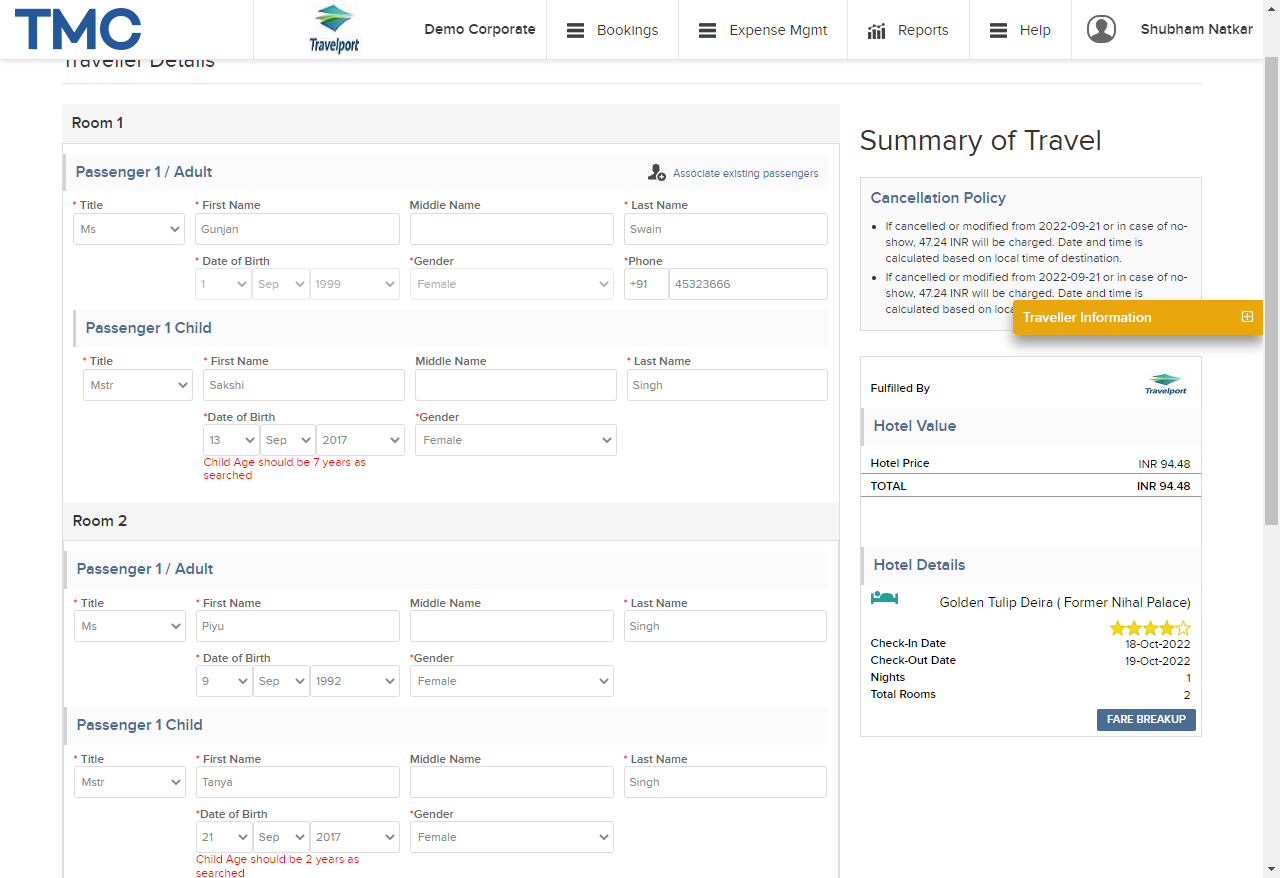 TMC
Travelport
Demo Corporate
Bookings
Expense Mgmt
Reports
Help
Shubham Natkar
Traveller Details
Room 1
Passenger 1 / Adult
Associate existing passengers
* Title
* First Name
Middle Name
* Last Name
Ms
Gunjan
Swain
* Date of Birth
*Gender
*Phone
1
Sep
1999
Female
+91
45323666
Passenger 1 Child
* Title
* First Name
Middle Name
* Last Name
Mstr
Sakshi
Singh
*Date of Birth
*Gender
13
Sep
2017
Female
Child Age should be 7 years as
searched
Room 2
Passenger 1 / Adult
* Title
* First Name
Middle Name
* Last Name
Ms
Piyu
Singh
* Date of Birth
*Gender
9
Sep
1992
Female
Passenger 1 Child
* Title
* First Name
Middle Name
* Last Name
Mstr
Tanya
Singh
*Date of Birth
*Gender
21
Sep
2017
Female
Child Age should be 2 years as
searched
Summary of Travel
Cancellation Policy
• If cancelled or modified from 2022-09-21 or in case of no-
show, 47.24 INR will be charged. Date and time is
calculated based on local time of destination.
• If cancelled or modified from 2022-09-21 or in case of no-
show, 47.24 INR will be charged. Date and time is
calculated based on loca
Traveller Information
Fulfilled By
Travelport
Hotel Value
Hotel Price INR 94.48
TOTAL INR 94.48
Hotel Details
Golden Tulip Deira ( Former Nihal Palace)
Check-In Date 18-Oct-2022
Check-Out Date 19-Oct-2022
Nights 1
Total Rooms 2
FARE BREAKUP